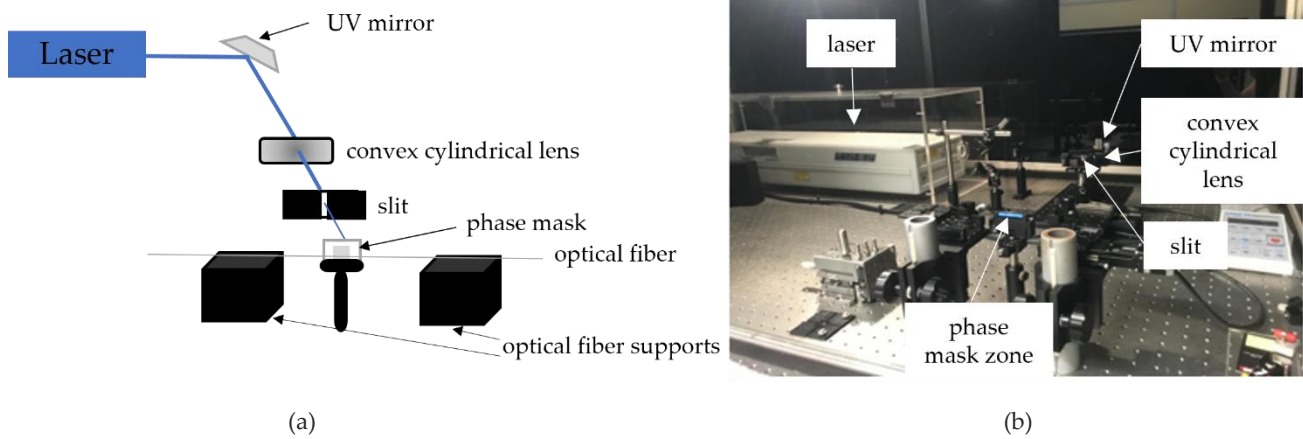 UV mirror
Laser
convex cylindrical lens
slit
phase mask
optical fiber
optical fiber supports
(a)
laser
UV mirror
convex
cylindrical
lens
slit
phase
mask zone
(b)